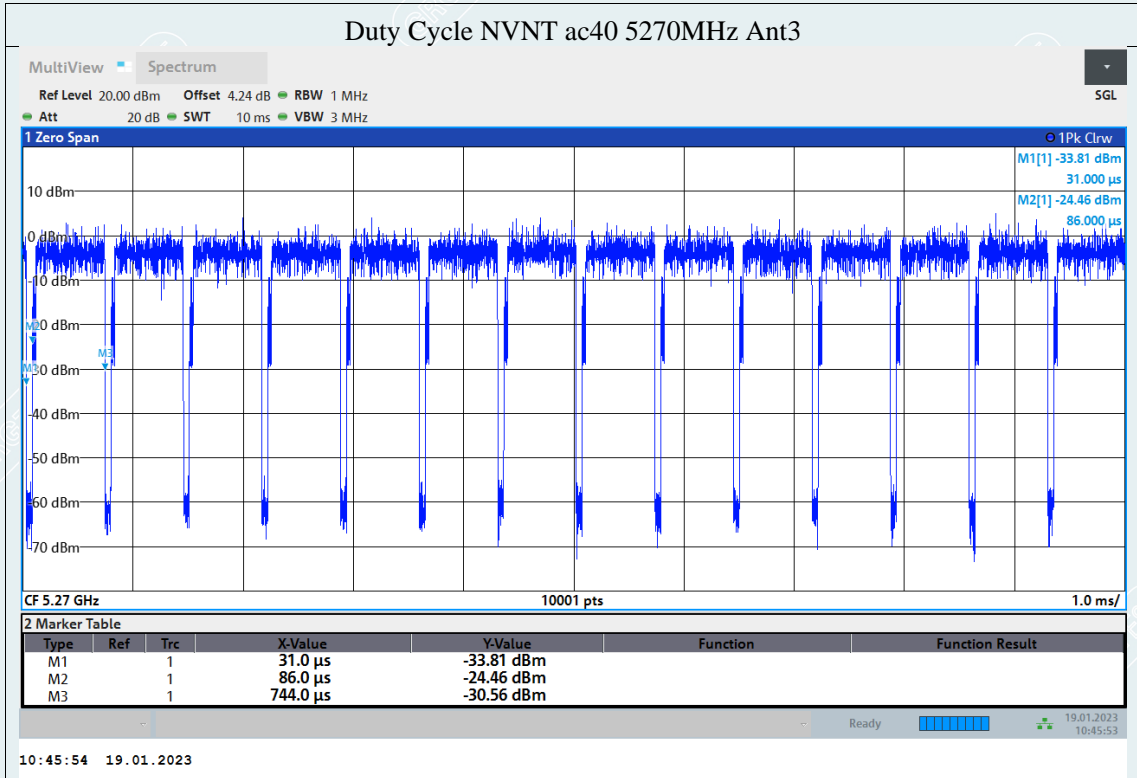 Duty Cycle NVNT ac40 5270MHz Ant3
MultiView Spectrum
SGL
Ref Level 20.00 dBm Offset 4.24 dB RBW 1 MHz
Att 20 dB SWT 10 ms VBW 3 MHz
1 Zero Span 1Pk Clrw
M1[1] -33.81 dBm
31.000 µs
M2[1] -24.46 dBm
86.000 µs
10 dBm
0 dBm
-10 dBm
M2
-20 dBm
M3
M1
-30 dBm
-40 dBm
-50 dBm
-60 dBm
-70 dBm
CF 5.27 GHz 10001 pts 1.0 ms/
2 Marker Table
Type Ref Trc X-Value Y-Value Function Function Result
M1 1 31.0 µs -33.81 dBm
M2 1 86.0 µs -24.46 dBm
M3 1 744.0 µs -30.56 dBm
Ready 19.01.2023
10:45:53
10:45:54 19.01.2023